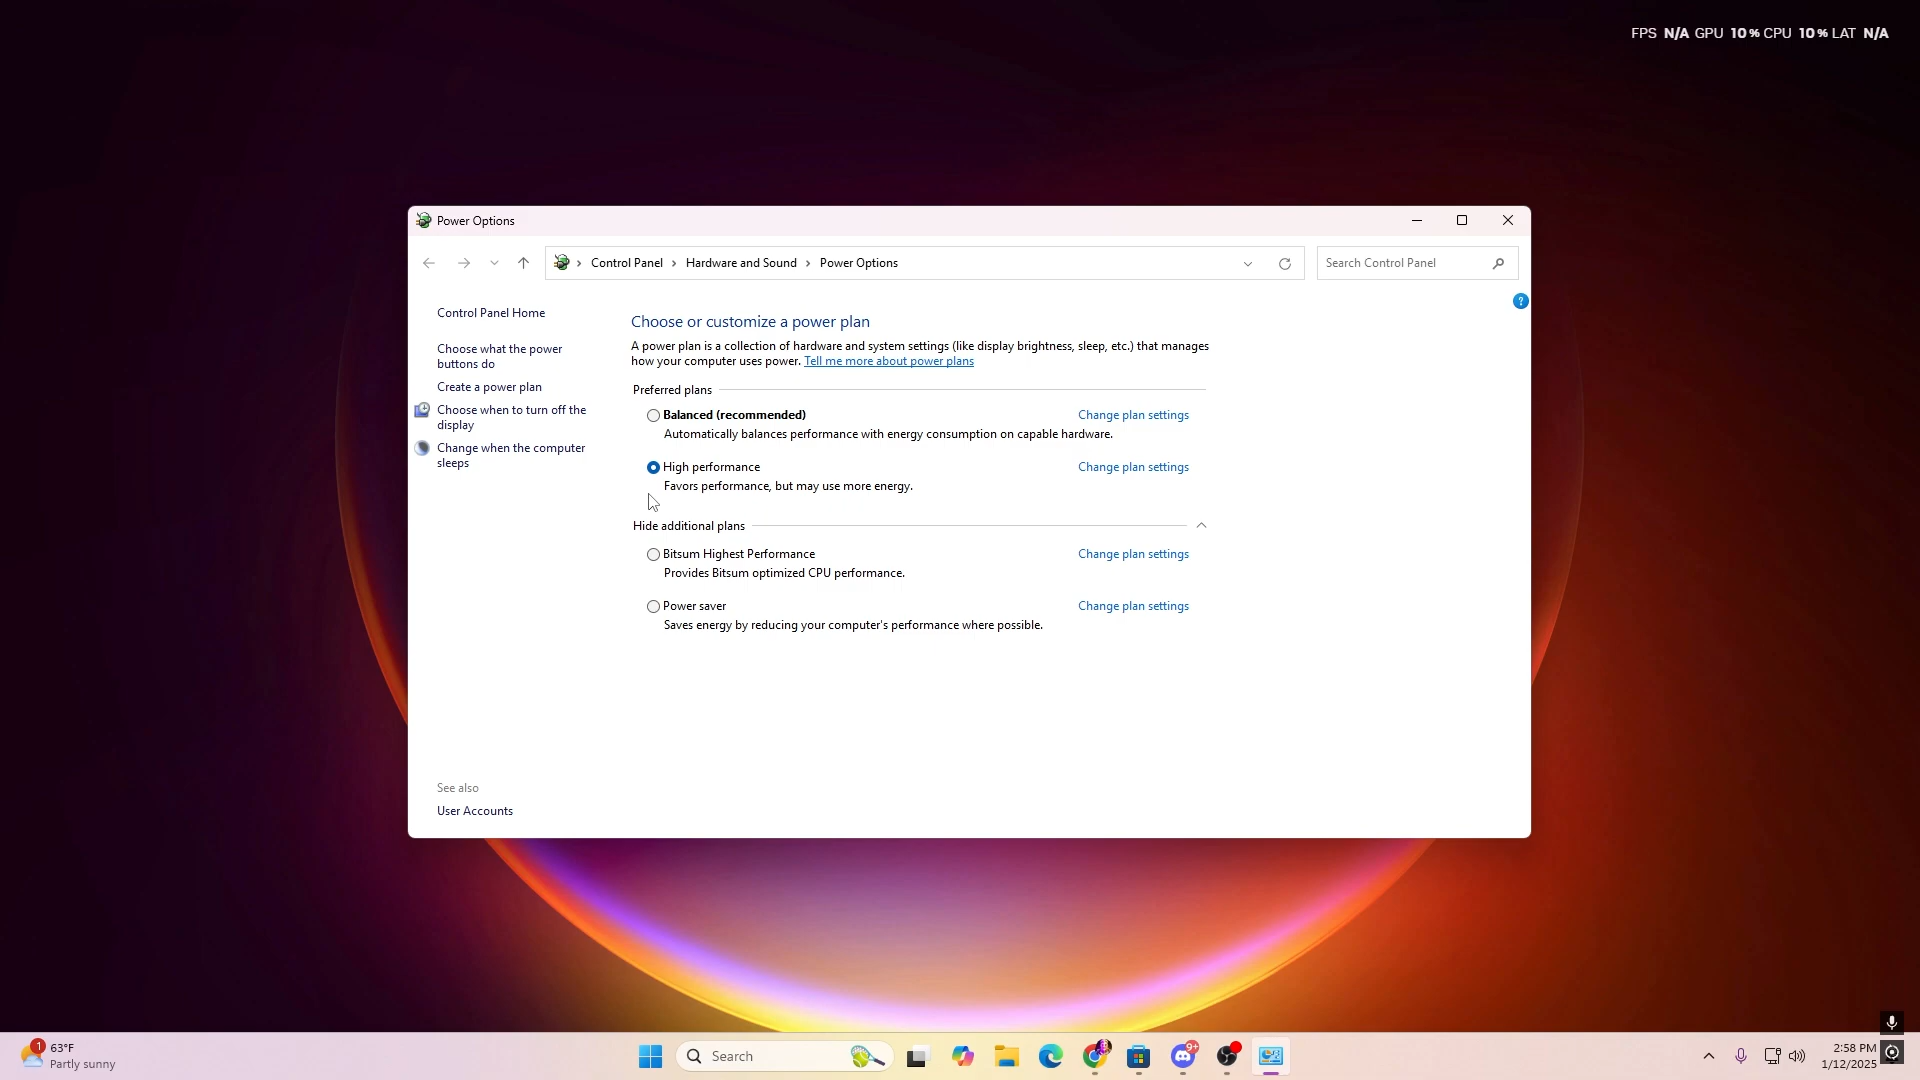 FPS N/A GPU 10% CPU 10% LAT N/A
Power Options
Control Panel > Hardware and Sound > Power Options
Search Control Panel
Control Panel Home
Choose what the power
buttons do
Create a power plan
Choose when to turn off the
display
Change when the computer
sleeps
See also
User Accounts
Choose or customize a power plan
A power plan is a collection of hardware and system settings (like display brightness, sleep, etc.) that manages
how your computer uses power. Tell me more about power plans
Preferred plans
Balanced (recommended) Change plan settings
Automatically balances performance with energy consumption on capable hardware.
High performance Change plan settings
Favors performance, but may use more energy.
Hide additional plans
Bitsum Highest Performance Change plan settings
Provides Bitsum optimized CPU performance.
Power saver Change plan settings
Saves energy by reducing your computer's performance where possible.
1
63°F
Partly sunny
Search
9+
2:58 PM
1/12/2025